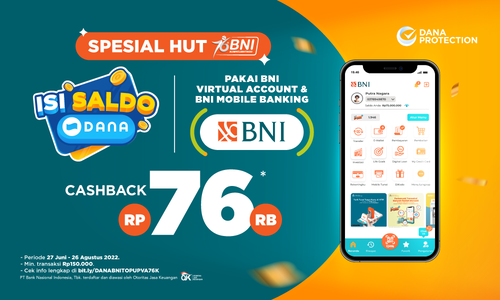 SPESIAL HUT BNI
DANA PROTECTION
ISI SALDO
DANA
PAKAI BNI
VIRTUAL ACCOUNT &
BNI MOBILE BANKING
BNI
CASHBACK RP 76 RB*
BNI
- Periode 27 Juni - 26 Agustus 2022.
- Min. transaksi Rp150.000.
- Cek info lengkap di bit.ly/DANABNITOPUPVA76K
PT Bank Negara Indonesia, Tbk. terdaftar dan diawasi oleh Otoritas Jasa Keuangan.